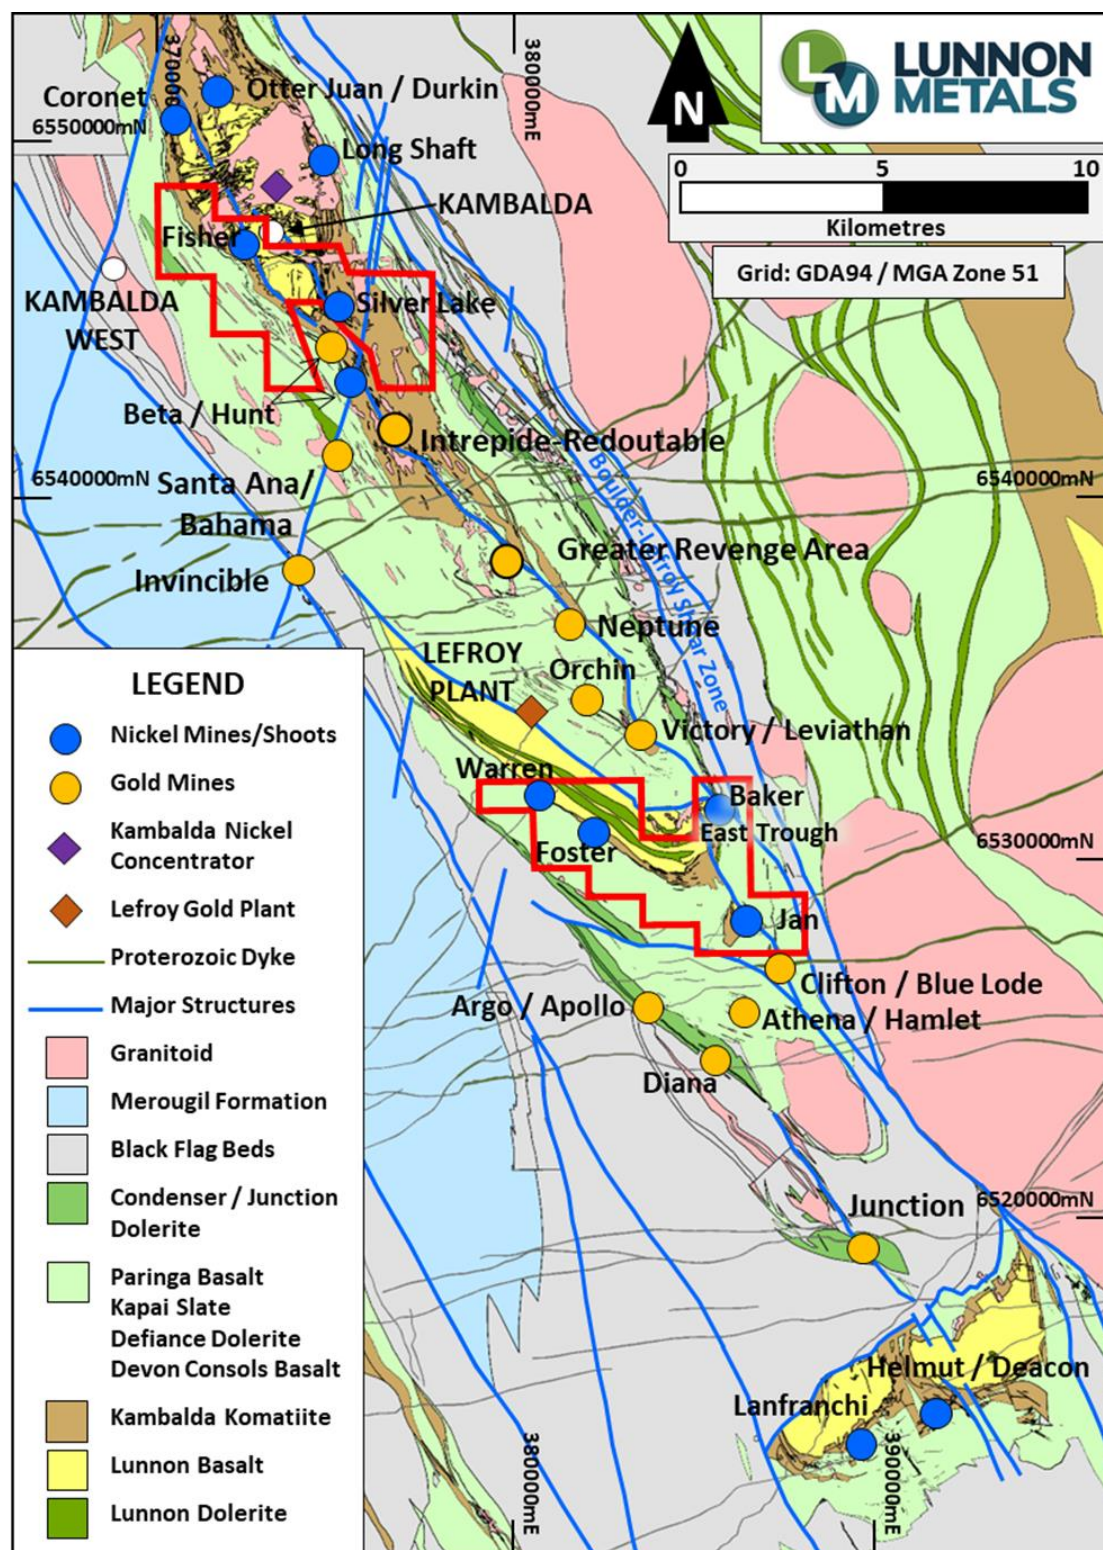 370000
380000mE
LM
LUNNON
METALS
Coronet
Otter Juan / Durkin
6550000mN
N
Long Shaft
0
5
10
Kilometres
KAMBALDA
Fisher
Grid: GDA94 / MGA Zone 51
KAMBALDA
WEST
Silver Lake
Beta / Hunt
Intrepide-Redoutable
Boulder-Lefroy Shear Zone
6540000mN
Santa Ana/
Bahama
6540000mN
Invincible
Greater Revenge Area
Neptune
LEFROY
PLANT
Orchin
Victory / Leviathan
Warren
Baker
East Trough
Foster
6530000mN
Jan
Clifton / Blue Lode
Argo / Apollo
Athena / Hamlet
Diana
Junction
6520000mN
Helmut / Deacon
Lanfranchi
380000mE
390000mE
LEGEND
Nickel Mines/Shoots
Gold Mines
Kambalda Nickel
Concentrator
Lefroy Gold Plant
Proterozoic Dyke
Major Structures
Granitoid
Merougil Formation
Black Flag Beds
Condenser / Junction
Dolerite
Paringa Basalt
Kapai Slate
Defiance Dolerite
Devon Consols Basalt
Kambalda Komatiite
Lunnon Basalt
Lunnon Dolerite